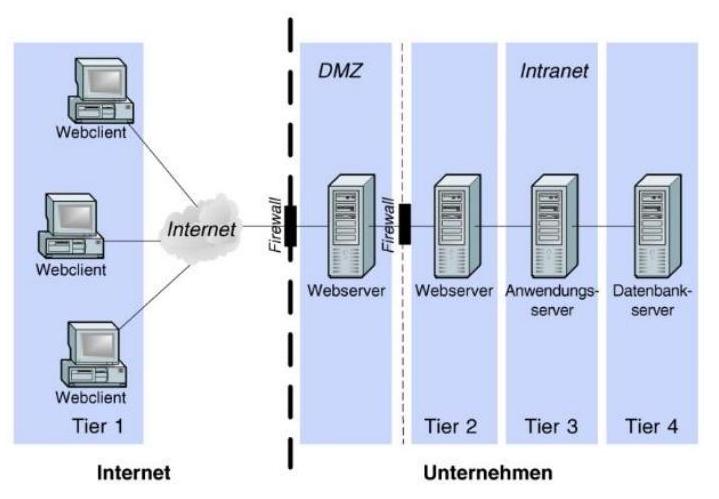 DMZ
Intranet
Webclient
Webclient
Webclient
Internet
Firewall
Firewall
Webserver
Webserver
Anwendungs-
server
Datenbank-
server
Tier 1
Tier 2
Tier 3
Tier 4
Internet
Unternehmen